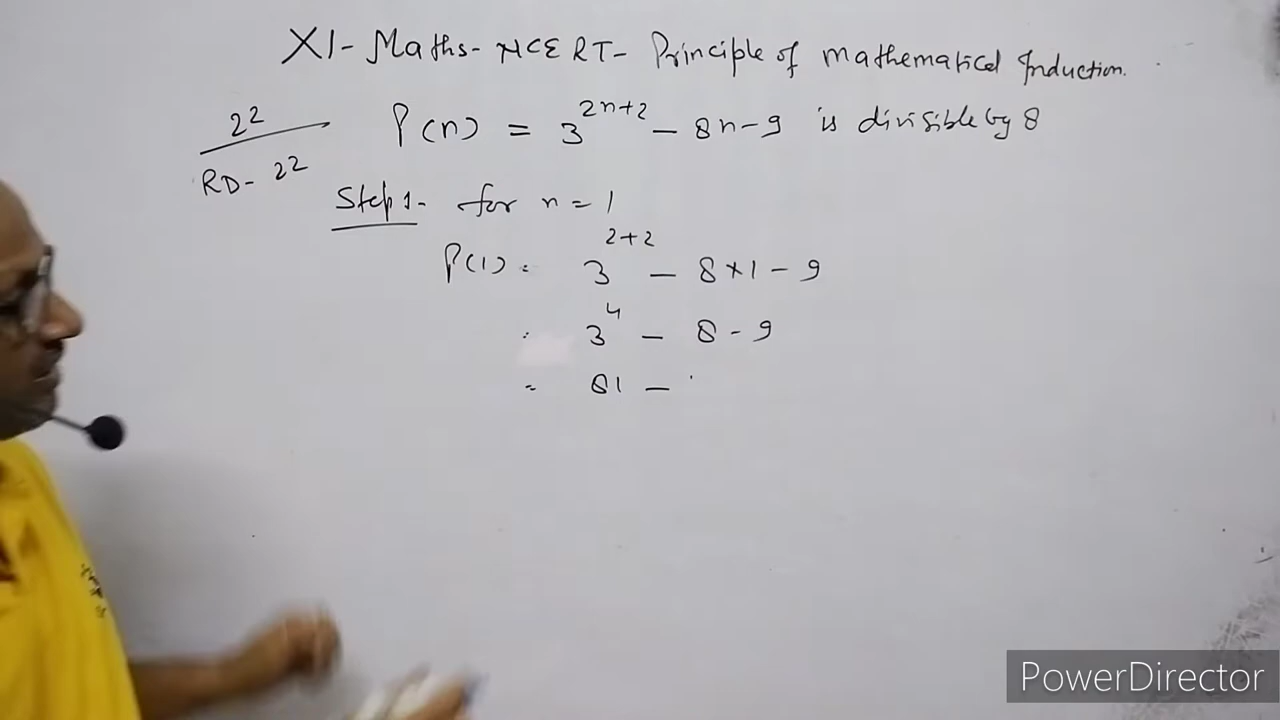 XI- Maths- NCERT- Principle of mathematical Induction.
22
RD- 22
P(n) = 3^{2n+2} - 8n - 9 is divisible by 8
Step 1- for n = 1
P(1) = 3^{2+2} - 8×1 - 9
= 3^4 - 8 - 9
= 81 -
PowerDirector